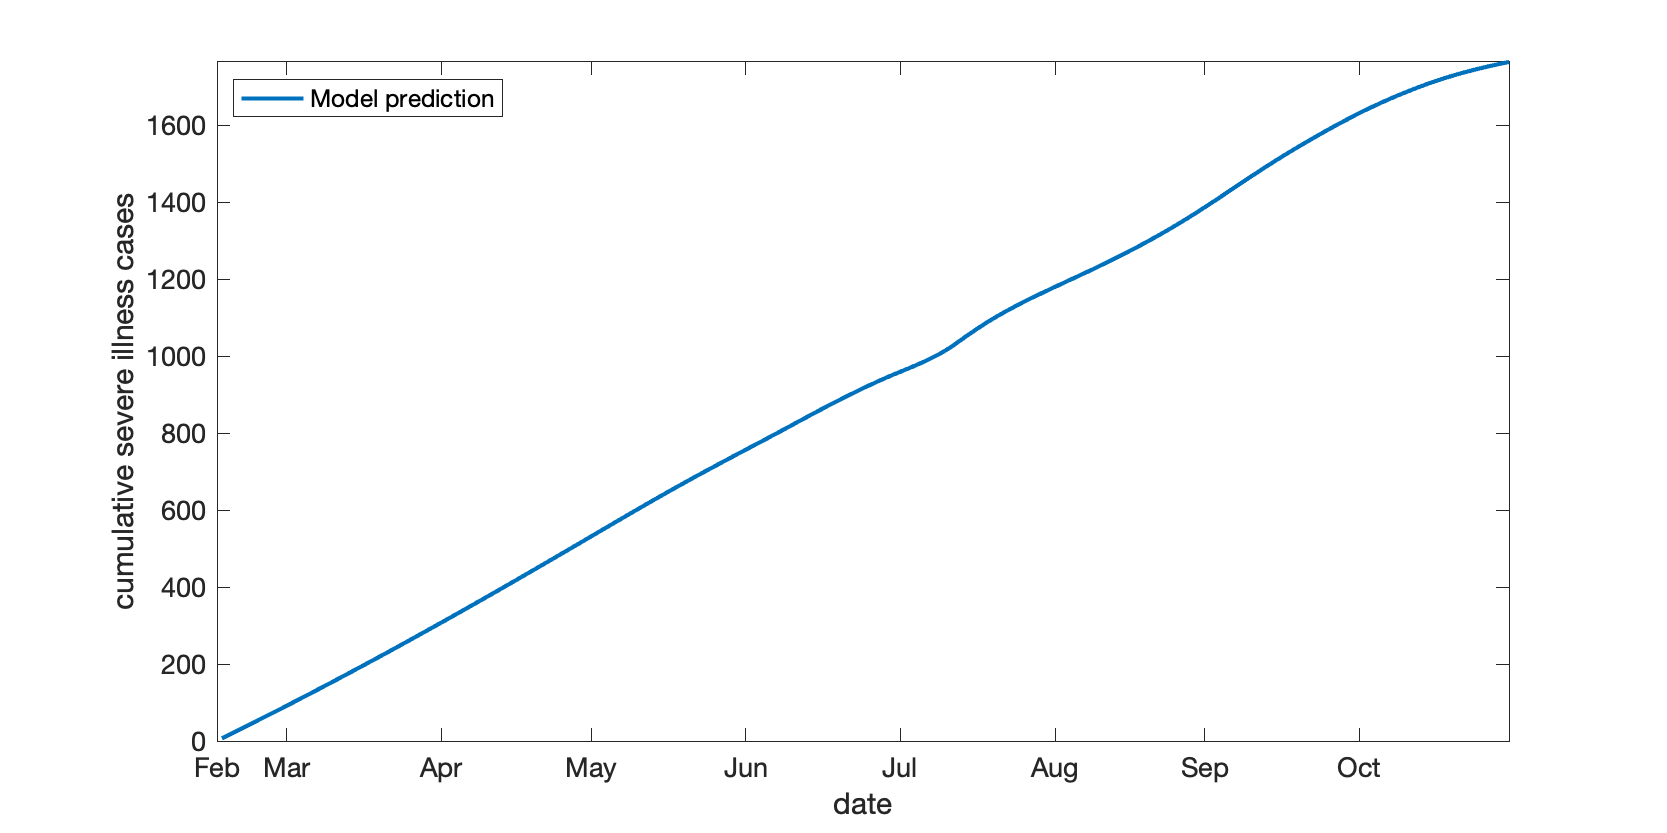 Model prediction
1600
1400
1200
1000
800
600
400
200
0
cumulative severe illness cases
Feb Mar Apr May Jun Jul Aug Sep Oct
date